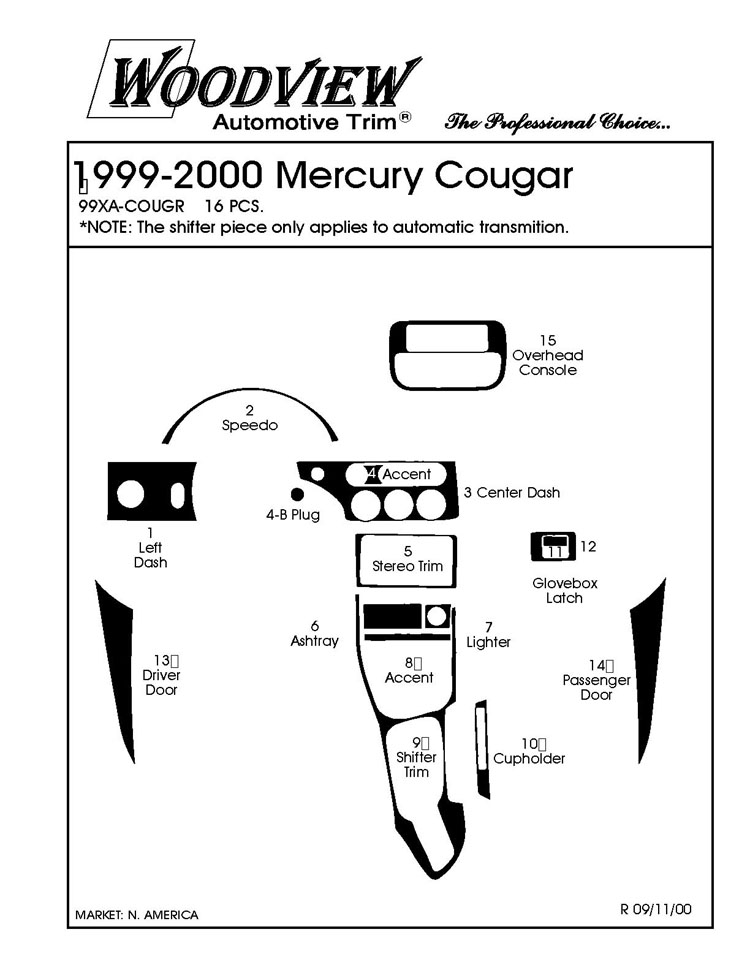 WOODVIEW
Automotive Trim®
The Professional Choice...
1999-2000 Mercury Cougar
99XA-COUGR 16 PCS.
*NOTE: The shifter piece only applies to automatic transmition.
15
Overhead
Console
2
Speedo
4 Accent
3 Center Dash
4-B Plug
1
Left
Dash
5
Stereo Trim
11
12
Glovebox
Latch
6
Ashtray
7
Lighter
13
Driver
Door
8
Accent
14
Passenger
Door
9
Shifter
Trim
10
Cupholder
MARKET: N. AMERICA
R 09/11/00